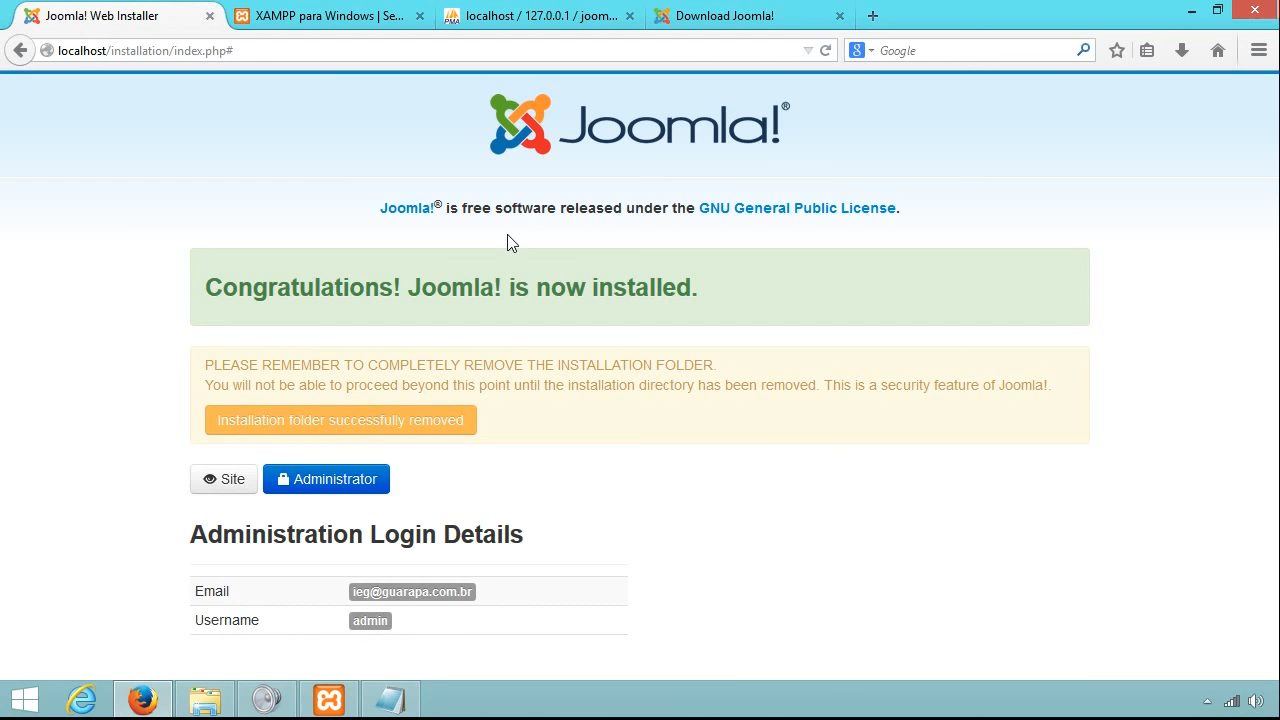 Joomla! Web Installer
XAMPP para Windows | Se...
localhost / 127.0.0.1 / joom...
Download Joomla!
localhost/installation/index.php#
Google
Joomla!®
Joomla!® is free software released under the GNU General Public License.
Congratulations! Joomla! is now installed.
PLEASE REMEMBER TO COMPLETELY REMOVE THE INSTALLATION FOLDER.
You will not be able to proceed beyond this point until the installation directory has been removed. This is a security feature of Joomla!.
Installation folder successfully removed
Site
Administrator
Administration Login Details
Email ieg@guarapa.com.br
Username admin